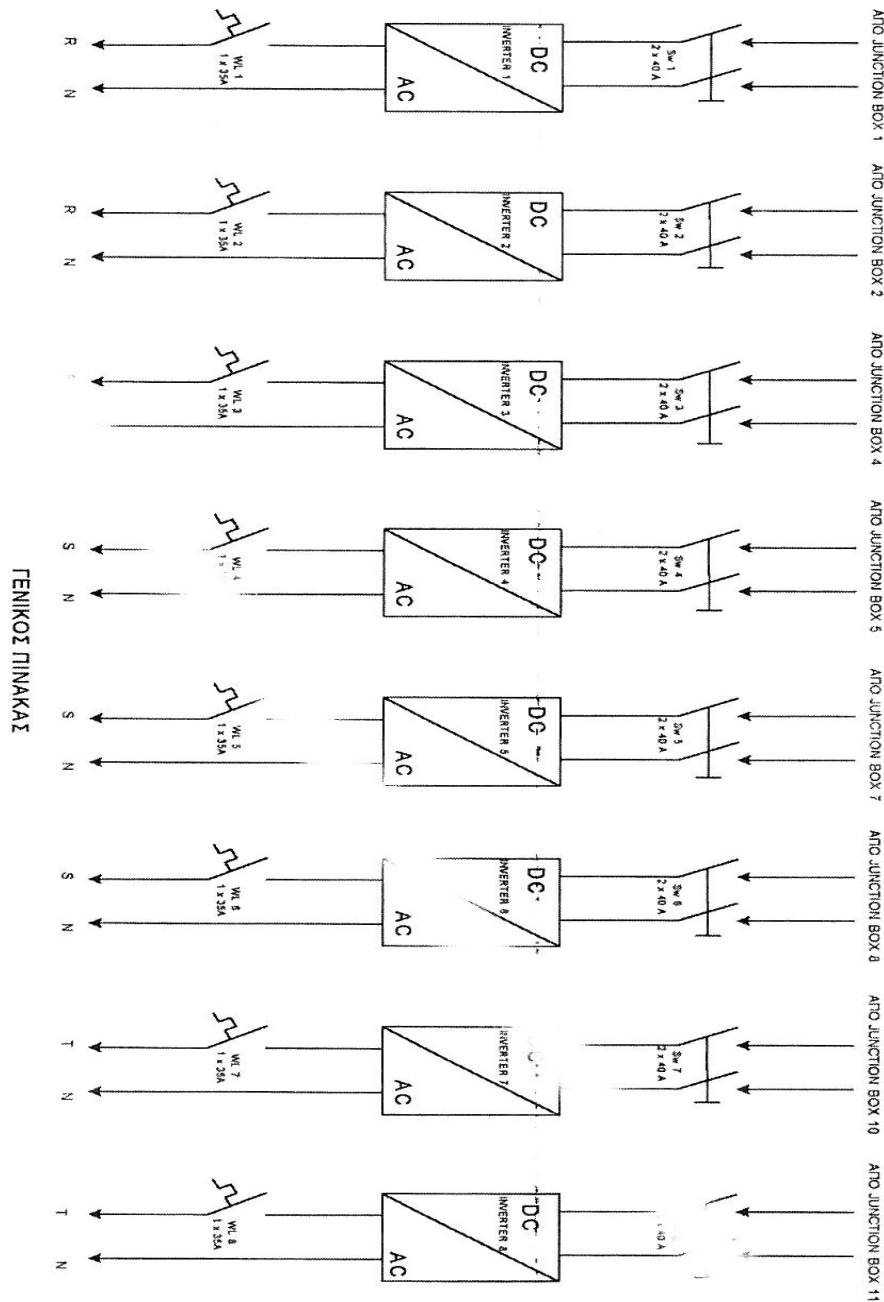 ΑΠΟ JUNCTION BOX 1
Sw 1
2 x 40 A
DC
INVERTER 1
AC
WL 1
1 x 35A
R
N
ΑΠΟ JUNCTION BOX 2
Sw 2
2 x 40 A
DC
INVERTER 2
AC
WL 2
1 x 35A
R
N
ΑΠΟ JUNCTION BOX 4
Sw 3
2 x 40 A
DC
INVERTER 3
AC
WL 3
1 x 35A
ΑΠΟ JUNCTION BOX 5
Sw 4
2 x 40 A
DC
INVERTER 4
AC
WL 4
S
N
ΑΠΟ JUNCTION BOX 7
Sw 5
2 x 40 A
DC
INVERTER 5
AC
WL 5
1 x 35A
S
N
ΑΠΟ JUNCTION BOX 8
Sw 6
2 x 40 A
DC
INVERTER 6
AC
WL 6
1 x 35A
S
N
ΑΠΟ JUNCTION BOX 10
Sw 7
2 x 40 A
INVERTER 7
AC
WL 7
1 x 35A
T
N
ΑΠΟ JUNCTION BOX 11
40 A
DC
INVERTER 8
AC
WL 8
1 x 35A
T
N
ΓΕΝΙΚΟΣ ΠΙΝΑΚΑΣ